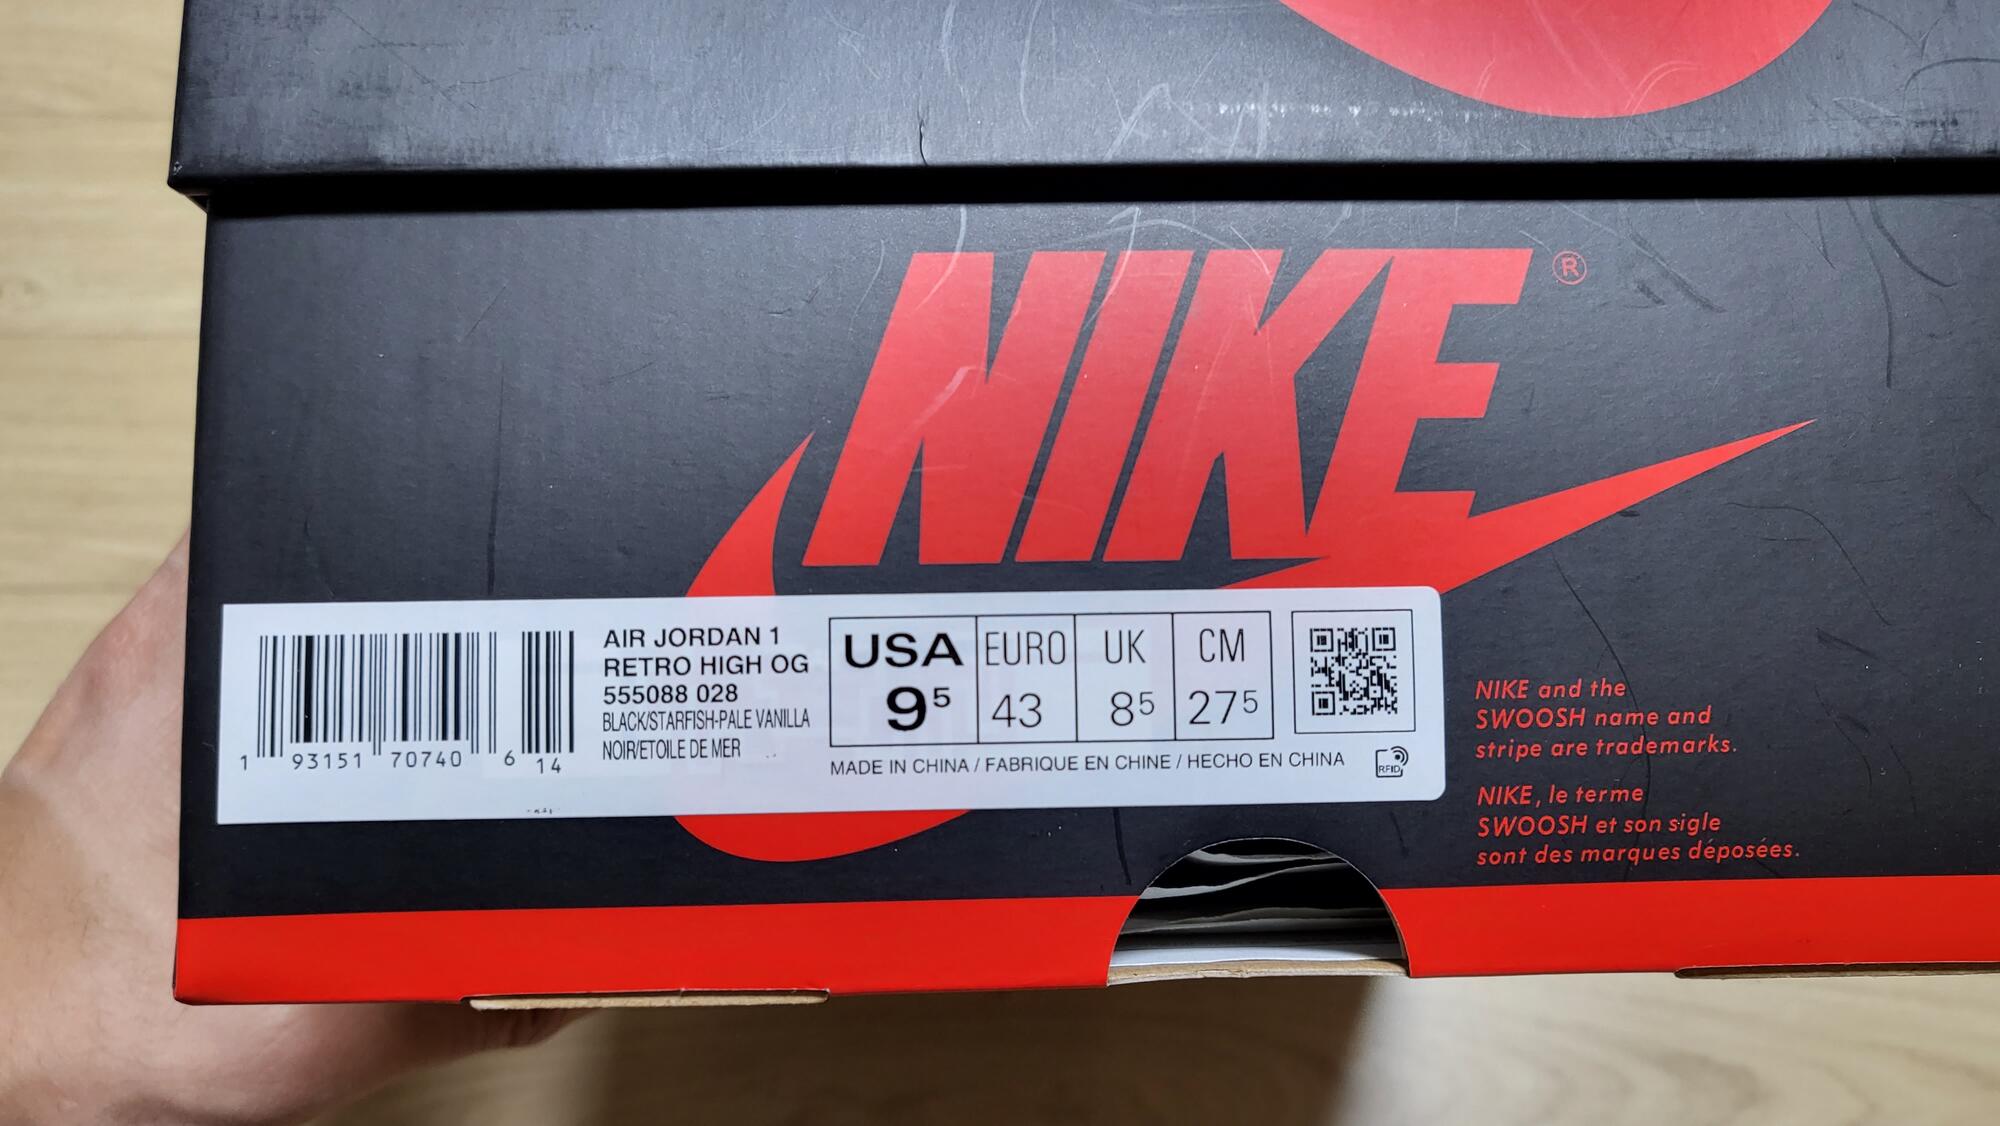 NIKE®
1 93151 70740 6 14
AIR JORDAN 1
RETRO HIGH OG
555088 028
BLACK/STARFISH-PALE VANILLA
NOIR/ETOILE DE MER
USA EURO UK CM
9⁵ 43 8⁵ 27⁵
MADE IN CHINA / FABRIQUE EN CHINE / HECHO EN CHINA
RFID
NIKE and the
SWOOSH name and
stripe are trademarks.
NIKE, le terme
SWOOSH et son sigle
sont des marques déposées.